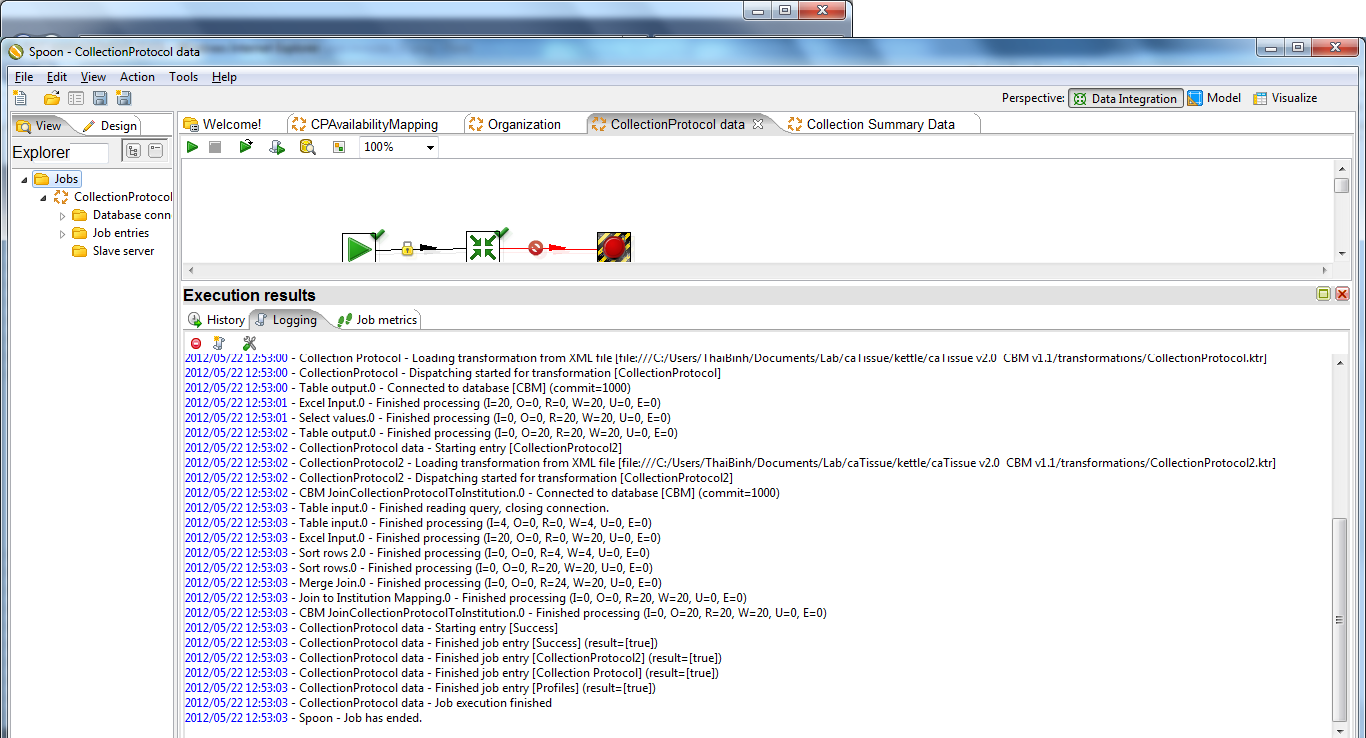 Spoon - CollectionProtocol data
File Edit View Action Tools Help
Perspective: Data Integration Model Visualize
View Design
Welcome! CPAvailabilityMapping Organization CollectionProtocol data Collection Summary Data
Explorer
100%
Jobs
CollectionProtocol
Database conn
Job entries
Slave server
Execution results
History Logging Job metrics
2012/05/22 12:53:00 - Collection Protocol - Loading transformation from XML file [file:///C:/Users/ThaiBinh/Documents/Lab/caTissue/kettle/caTissue v2.0  CBM v1.1/transformations/CollectionProtocol.ktr]
2012/05/22 12:53:00 - CollectionProtocol - Dispatching started for transformation [CollectionProtocol]
2012/05/22 12:53:00 - Table output.0 - Connected to database [CBM] (commit=1000)
2012/05/22 12:53:01 - Excel Input.0 - Finished processing (I=20, O=0, R=0, W=20, U=0, E=0)
2012/05/22 12:53:01 - Select values.0 - Finished processing (I=0, O=0, R=20, W=20, U=0, E=0)
2012/05/22 12:53:02 - Table output.0 - Finished processing (I=0, O=20, R=20, W=20, U=0, E=0)
2012/05/22 12:53:02 - CollectionProtocol data - Starting entry [CollectionProtocol2]
2012/05/22 12:53:02 - CollectionProtocol2 - Loading transformation from XML file [file:///C:/Users/ThaiBinh/Documents/Lab/caTissue/kettle/caTissue v2.0  CBM v1.1/transformations/CollectionProtocol2.ktr]
2012/05/22 12:53:02 - CollectionProtocol2 - Dispatching started for transformation [CollectionProtocol2]
2012/05/22 12:53:02 - CBM JoinCollectionProtocolToInstitution.0 - Connected to database [CBM] (commit=1000)
2012/05/22 12:53:03 - Table input.0 - Finished reading query, closing connection.
2012/05/22 12:53:03 - Table input.0 - Finished processing (I=4, O=0, R=0, W=4, U=0, E=0)
2012/05/22 12:53:03 - Excel Input.0 - Finished processing (I=20, O=0, R=0, W=20, U=0, E=0)
2012/05/22 12:53:03 - Sort rows 2.0 - Finished processing (I=0, O=0, R=4, W=4, U=0, E=0)
2012/05/22 12:53:03 - Sort rows.0 - Finished processing (I=0, O=0, R=20, W=20, U=0, E=0)
2012/05/22 12:53:03 - Merge Join.0 - Finished processing (I=0, O=0, R=24, W=20, U=0, E=0)
2012/05/22 12:53:03 - Join to Institution Mapping.0 - Finished processing (I=0, O=0, R=20, W=20, U=0, E=0)
2012/05/22 12:53:03 - CBM JoinCollectionProtocolToInstitution.0 - Finished processing (I=0, O=20, R=20, W=20, U=0, E=0)
2012/05/22 12:53:03 - CollectionProtocol data - Starting entry [Success]
2012/05/22 12:53:03 - CollectionProtocol data - Finished job entry [Success] (result=[true])
2012/05/22 12:53:03 - CollectionProtocol data - Finished job entry [CollectionProtocol2] (result=[true])
2012/05/22 12:53:03 - CollectionProtocol data - Finished job entry [Collection Protocol] (result=[true])
2012/05/22 12:53:03 - CollectionProtocol data - Finished job entry [Profiles] (result=[true])
2012/05/22 12:53:03 - CollectionProtocol data - Job execution finished
2012/05/22 12:53:03 - Spoon - Job has ended.